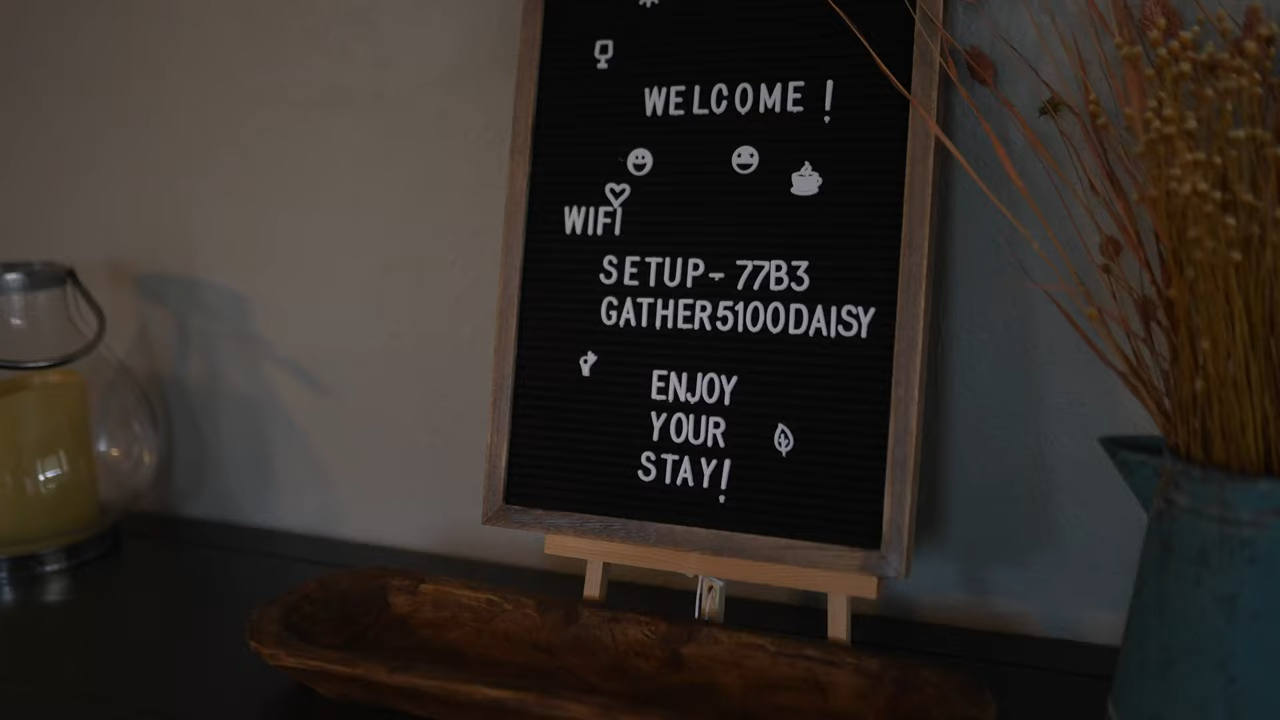 WELCOME!
WIFI
SETUP-77B3
GATHER5100DAISY
ENJOY
YOUR
STAY!